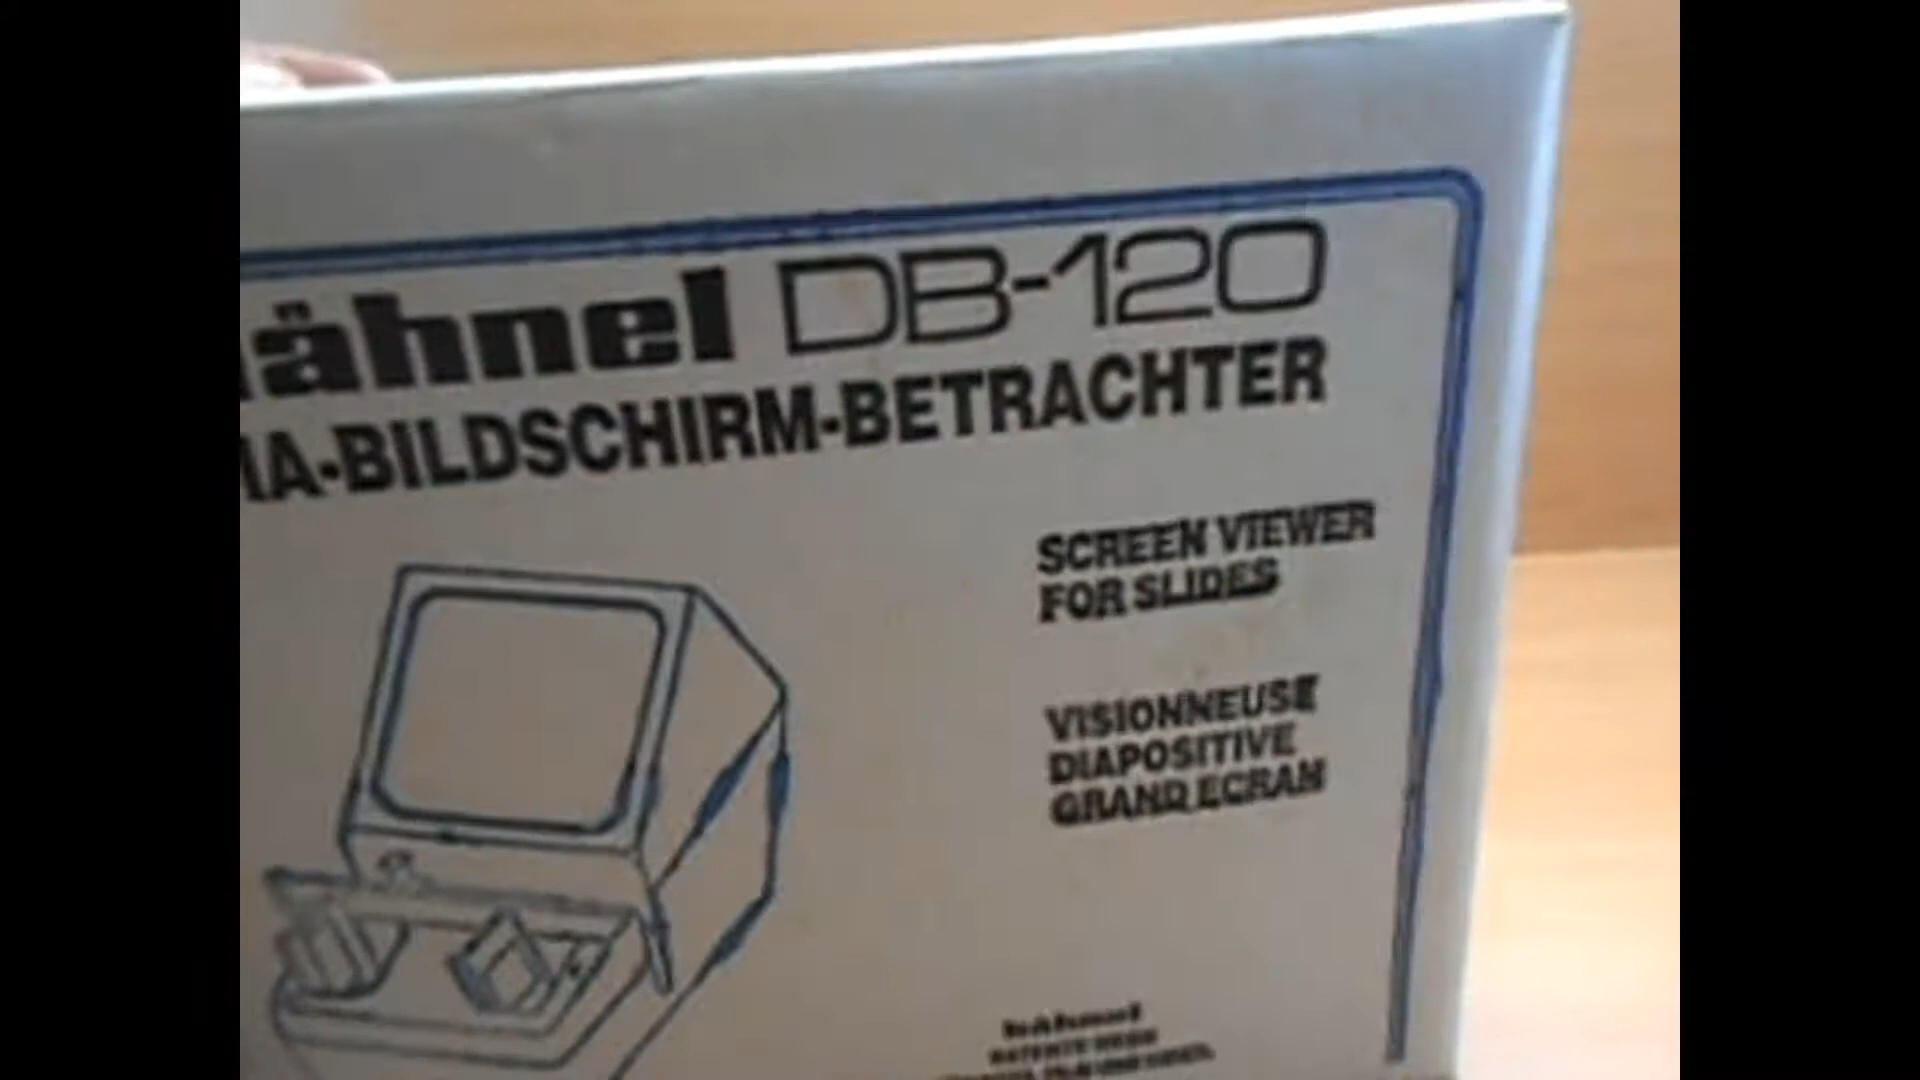 ähnel DB-120
IA-BILDSCHIRM-BETRACHTER
SCREEN VIEWER
FOR SLIDES
VISIONNEUSE
DIAPOSITIVE
GRAND ECRAN